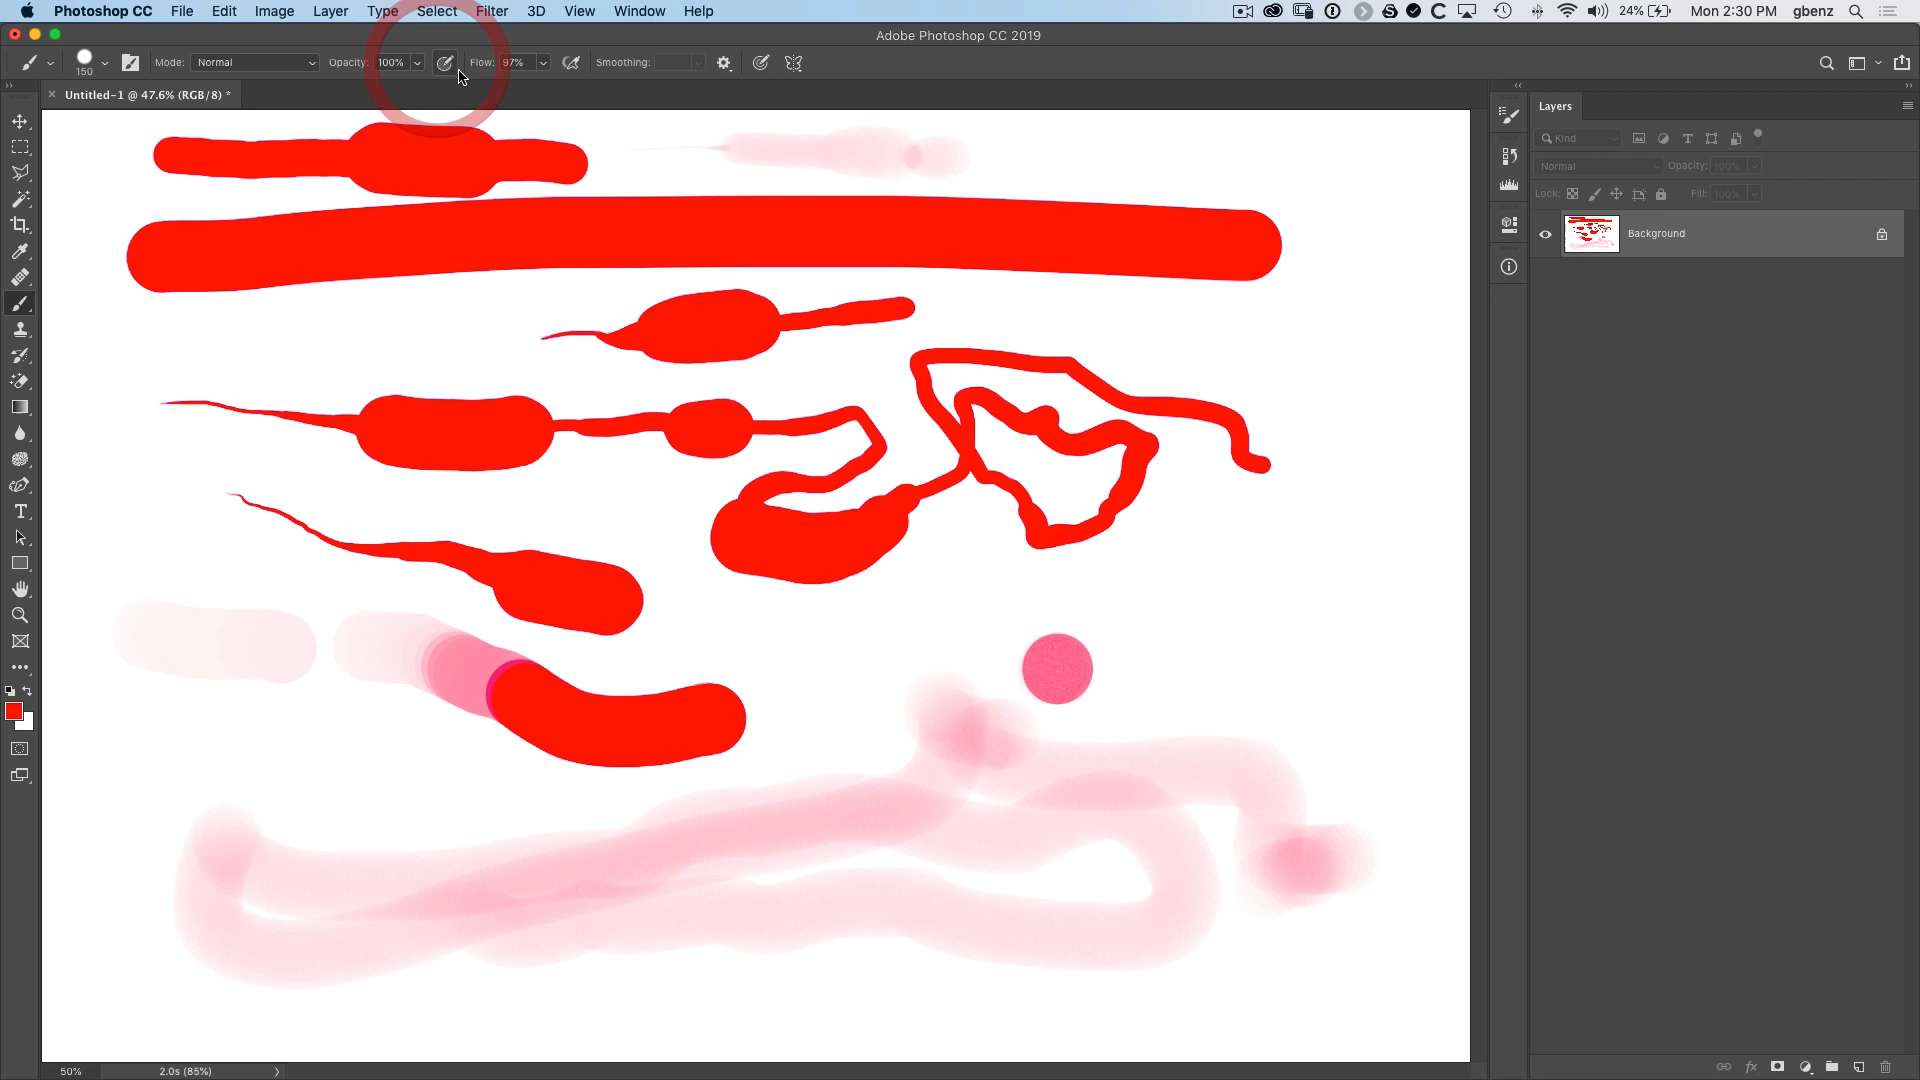 Photoshop CC File Edit Image Layer Type Select Filter 3D View Window Help 24% Mon 2:30 PM gbenz
Adobe Photoshop CC 2019
150 Mode: Normal Opacity: 100% Flow: 97% Smoothing:
Untitled-1 @ 47.6% (RGB/8) *
Layers
Kind
Normal Opacity: 100%
Lock: Fill: 100%
Background
50% 2.0s (85%)